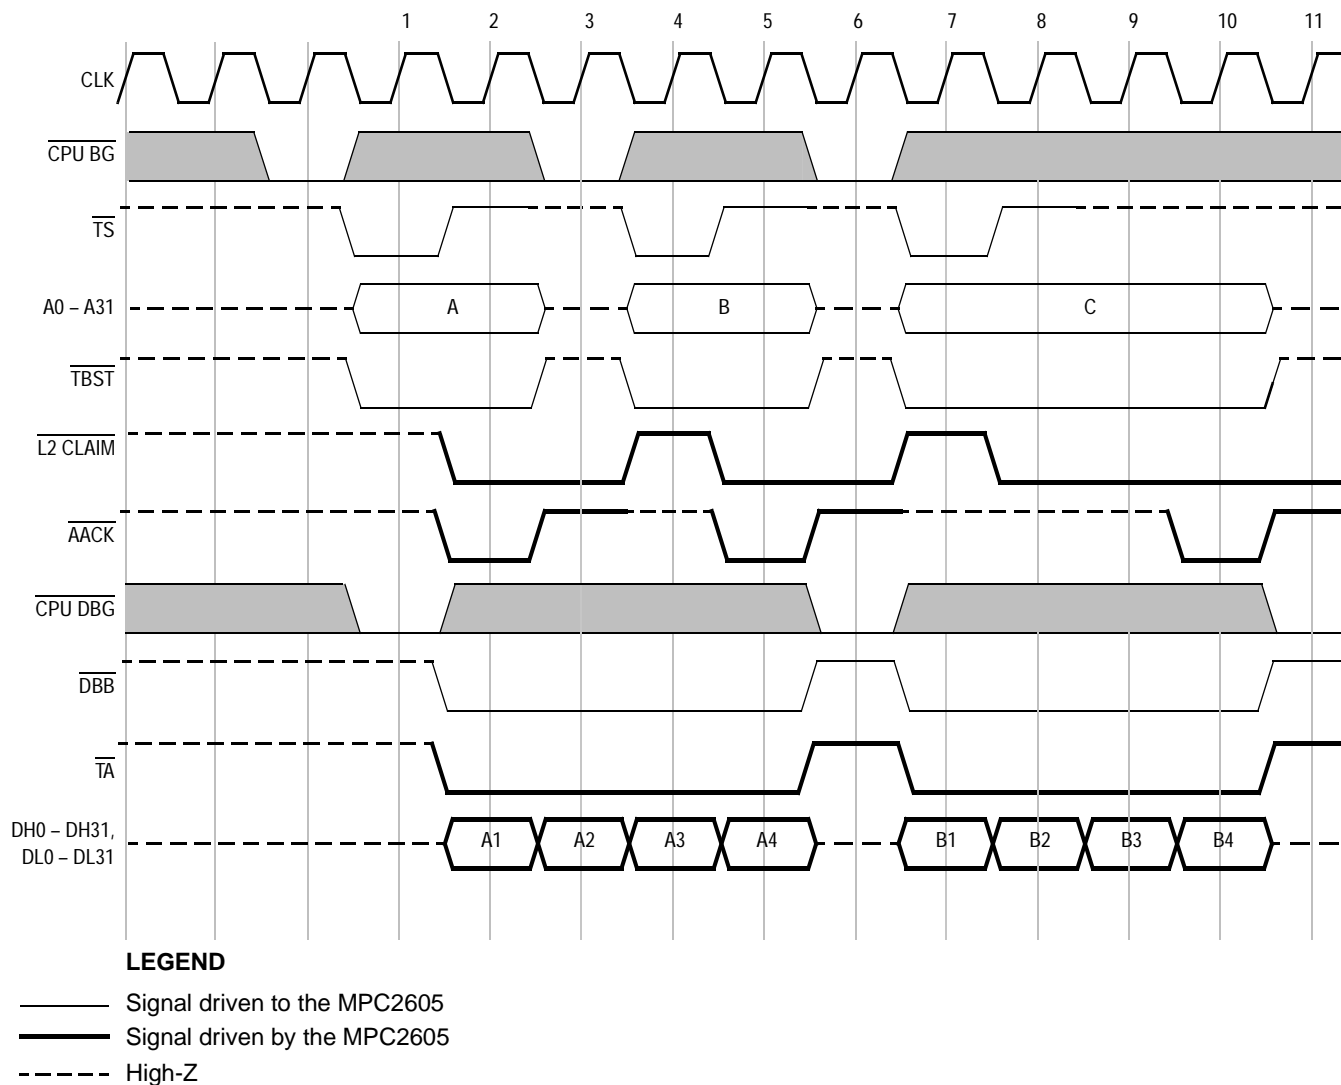 1 2 3 4 5 6 7 8 9 10 11
CLK
CPU BG
TS
A0 – A31 A B C
TBST
L2 CLAIM
AACK
CPU DBG
DBB
TA
DH0 – DH31,
DL0 – DL31
A1 A2 A3 A4 B1 B2 B3 B4
LEGEND
Signal driven to the MPC2605
Signal driven by the MPC2605
High-Z